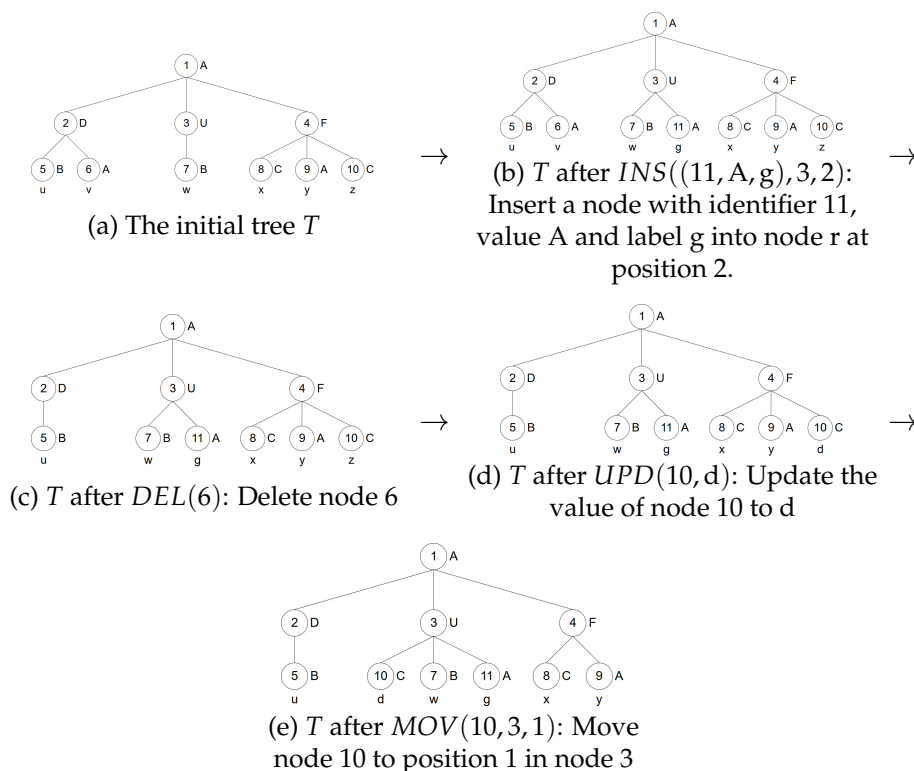 1 A
2 D 3 U 4 F
5 B 6 A 7 B 8 C 9 A 10 C
u v w x y z
(a) The initial tree T
→
1 A
2 D 3 U 4 F
5 B 6 A 7 B 11 A 8 C 9 A 10 C
u v w g x y z
(b) T after INS((11, A, g), 3, 2):
Insert a node with identifier 11,
value A and label g into node r at
position 2.
→
1 A
2 D 3 U 4 F
5 B 7 B 11 A 8 C 9 A 10 C
u w g x y z
(c) T after DEL(6): Delete node 6
→
1 A
2 D 3 U 4 F
5 B 7 B 11 A 8 C 9 A 10 C
u w g x y d
(d) T after UPD(10, d): Update the
value of node 10 to d
→
1 A
2 D 3 U 4 F
5 B 10 C 7 B 11 A 8 C 9 A
u d w g x y
(e) T after MOV(10, 3, 1): Move
node 10 to position 1 in node 3